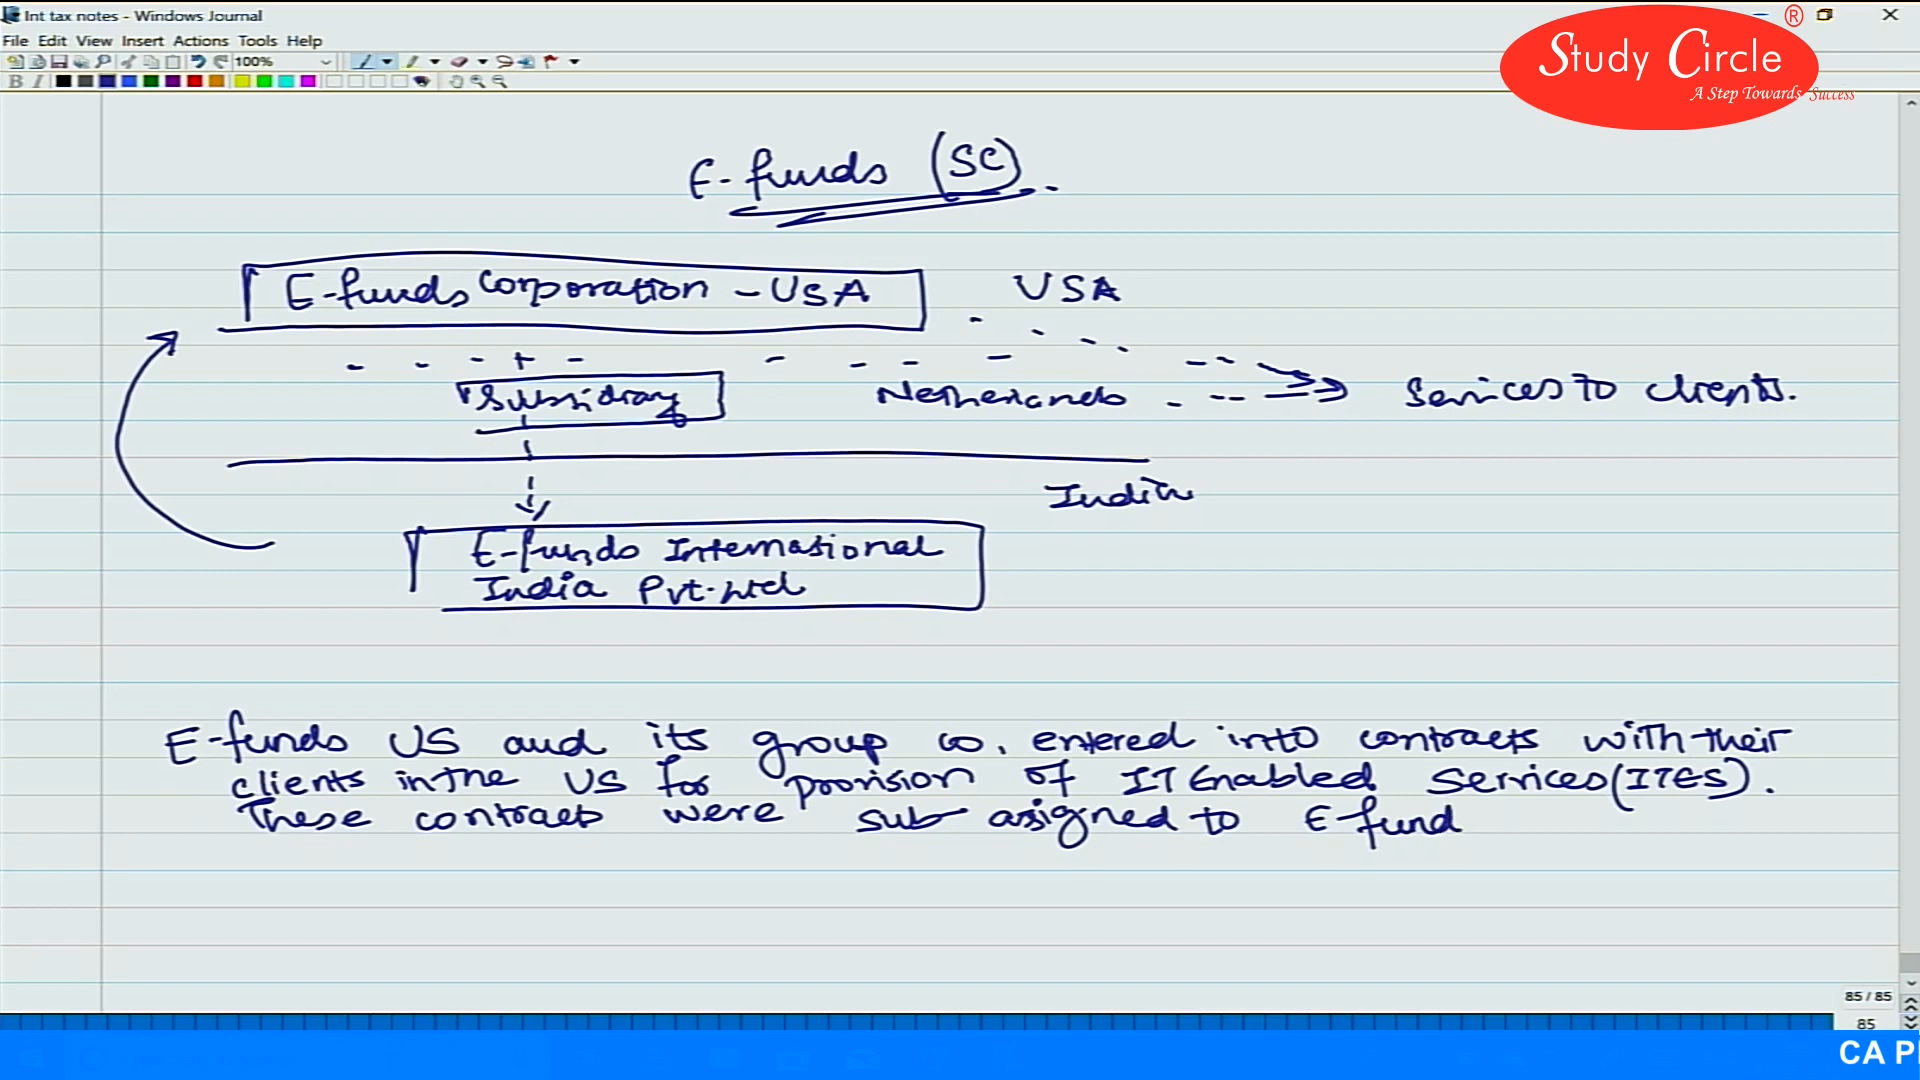 Int tax notes - Windows Journal
File Edit View Insert Actions Tools Help
100%
B I
Study Circle ®
A Step Towards Success
E-funds (SC)
E-funds Corporation - USA
USA
Subsidiary
Netherlands
Services to clients.
India
E-funds International
India Pvt. Ltd
E-funds US and its group co. entered into contracts with their
clients in the US for provision of IT Enabled Services (ITES).
These contracts were sub assigned to E-fund
85 / 85
85
CA P